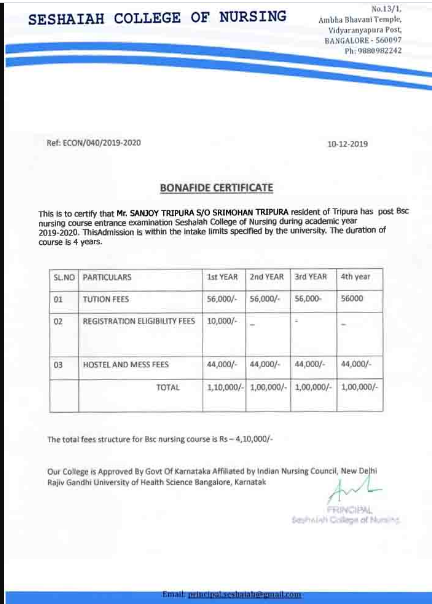 SESHAIAH COLLEGE OF NURSING
No.13/1,
Ambha Bhavani Temple,
Vidyaranyapura Post,
BANGALORE - 560097
Ph: 9880982242
Ref: ECON/040/2019-2020
10-12-2019
BONAFIDE CERTIFICATE
This is to certify that Mr. SANJOY TRIPURA S/O SRIMOHAN TRIPURA resident of Tripura has post Bsc
nursing course entrance examination Seshaiah College of Nursing during academic year
2019-2020. ThisAdmission is within the intake limits specified by the university. The duration of
course is 4 years.
SL.NO PARTICULARS 1st YEAR 2nd YEAR 3rd YEAR 4th year
01 TUTION FEES 56,000/- 56,000/- 56,000- 56000
02 REGISTRATION ELIGIBILITY FEES 10,000/- – - –
03 HOSTEL AND MESS FEES 44,000/- 44,000/- 44,000/- 44,000/-
TOTAL 1,10,000/- 1,00,000/- 1,00,000/- 1,00,000/-
The total fees structure for Bsc nursing course is Rs – 4,10,000/-
Our College is Approved By Govt Of Karnataka Affiliated by Indian Nursing Council, New Delhi
Rajiv Gandhi University of Health Science Bangalore, Karnatak
PRINCIPAL
Seshaiah College of Nursing
Email: principal.seshaiah@gmail.com